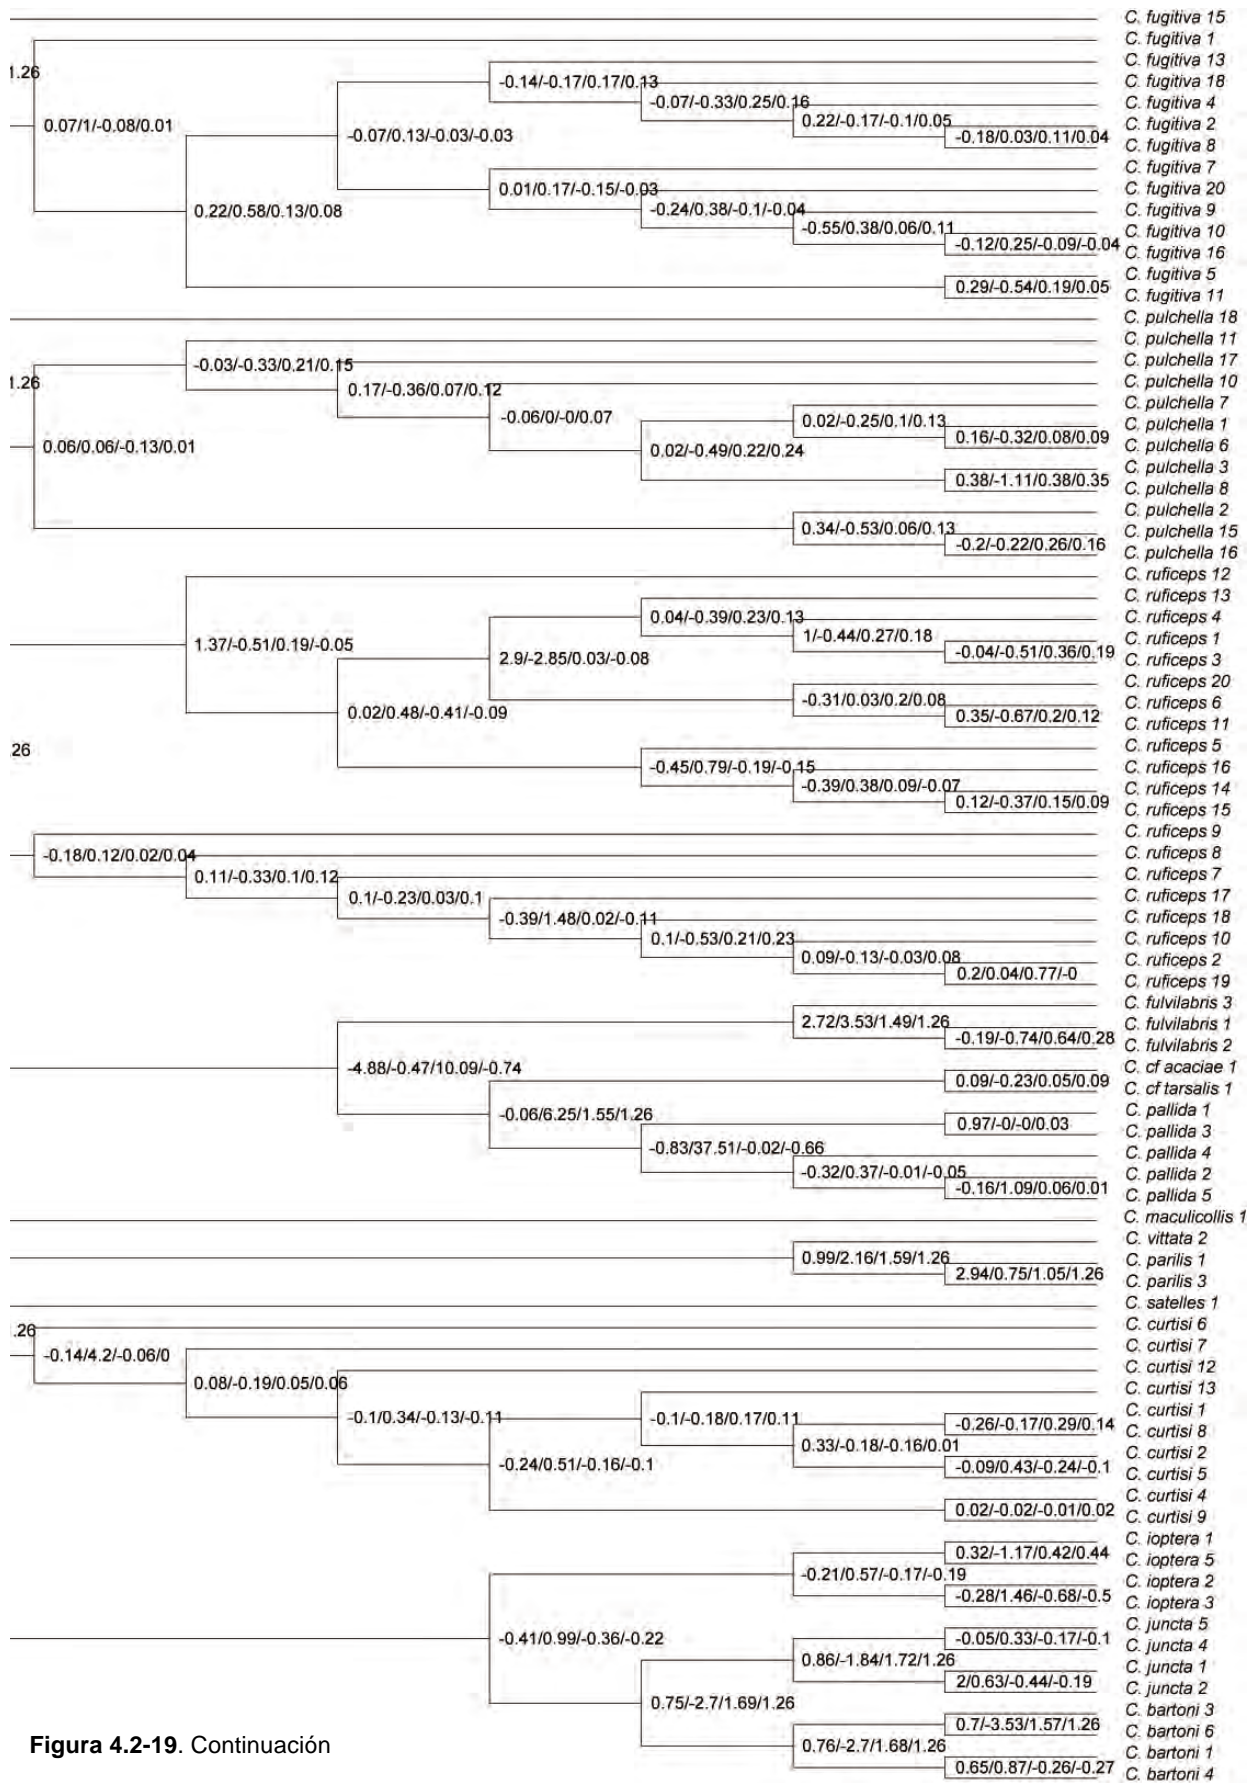 C. fugitiva 15
C. fugitiva 1
1.26
C. fugitiva 13
-0.14/-0.17/0.17/0.13
C. fugitiva 18
-0.07/-0.33/0.25/0.16
C. fugitiva 4
0.22/-0.17/-0.1/0.05
C. fugitiva 2
0.07/1/-0.08/0.01
-0.07/0.13/-0.03/-0.03
-0.18/0.03/0.11/0.04
C. fugitiva 8
C. fugitiva 7
0.01/0.17/-0.15/-0.03
C. fugitiva 20
0.22/0.58/0.13/0.08
-0.24/0.38/-0.1/-0.04
C. fugitiva 9
-0.55/0.38/0.06/0.11
C. fugitiva 10
-0.12/0.25/-0.09/-0.04
C. fugitiva 16
C. fugitiva 5
0.29/-0.54/0.19/0.05
C. fugitiva 11
C. pulchella 18
C. pulchella 11
-0.03/-0.33/0.21/0.15
C. pulchella 17
1.26
0.17/-0.36/0.07/0.12
C. pulchella 10
C. pulchella 7
-0.06/0/-0/0.07
0.02/-0.25/0.1/0.13
C. pulchella 1
0.16/-0.32/0.08/0.09
0.06/0.06/-0.13/0.01
0.02/-0.49/0.22/0.24
C. pulchella 6
C. pulchella 3
0.38/-1.11/0.38/0.35
C. pulchella 8
C. pulchella 2
0.34/-0.53/0.06/0.13
C. pulchella 15
-0.2/-0.22/0.26/0.16
C. pulchella 16
C. ruficeps 12
C. ruficeps 13
0.04/-0.39/0.23/0.13
C. ruficeps 4
1/-0.44/0.27/0.18
C. ruficeps 1
1.37/-0.51/0.19/-0.05
-0.04/-0.51/0.36/0.19
2.9/-2.85/0.03/-0.08
C. ruficeps 3
C. ruficeps 20
-0.31/0.03/0.2/0.08
C. ruficeps 6
0.02/0.48/-0.41/-0.09
0.35/-0.67/0.2/0.12
C. ruficeps 11
26
C. ruficeps 5
-0.45/0.79/-0.19/-0.15
C. ruficeps 16
-0.39/0.38/0.09/-0.07
C. ruficeps 14
0.12/-0.37/0.15/0.09
C. ruficeps 15
C. ruficeps 9
-0.18/0.12/0.02/0.04
C. ruficeps 8
0.11/-0.33/0.1/0.12
C. ruficeps 7
0.1/-0.23/0.03/0.1
C. ruficeps 17
-0.39/1.48/0.02/-0.11
C. ruficeps 18
0.1/-0.53/0.21/0.23
C. ruficeps 10
0.09/-0.13/-0.03/0.08
C. ruficeps 2
0.2/0.04/0.77/-0
C. ruficeps 19
C. fulvilabris 3
2.72/3.53/1.49/1.26
C. fulvilabris 1
-0.19/-0.74/0.64/0.28
C. fulvilabris 2
-4.88/-0.47/10.09/-0.74
C. cf acaciae 1
0.09/-0.23/0.05/0.09
C. cf tarsalis 1
-0.06/6.25/1.55/1.26
C. pallida 1
0.97/-0/-0/0.03
C. pallida 3
-0.83/37.51/-0.02/-0.66
C. pallida 4
-0.32/0.37/-0.01/-0.05
C. pallida 2
-0.16/1.09/0.06/0.01
C. pallida 5
C. maculicollis 1
C. vittata 2
0.99/2.16/1.59/1.26
C. parilis 1
2.94/0.75/1.05/1.26
C. parilis 3
C. satelles 1
.26
C. curtisi 6
-0.14/4.2/-0.06/0
C. curtisi 7
C. curtisi 12
0.08/-0.19/0.05/0.06
C. curtisi 13
-0.1/0.34/-0.13/-0.11
-0.1/-0.18/0.17/0.11
C. curtisi 1
-0.26/-0.17/0.29/0.14
C. curtisi 8
0.33/-0.18/-0.16/0.01
C. curtisi 2
-0.24/0.51/-0.16/-0.1
-0.09/0.43/-0.24/-0.1
C. curtisi 5
C. curtisi 4
0.02/-0.02/-0.01/0.02
C. curtisi 9
C. ioptera 1
0.32/-1.17/0.42/0.44
C. ioptera 5
-0.21/0.57/-0.17/-0.19
C. ioptera 2
-0.28/1.46/-0.68/-0.5
C. ioptera 3
C. juncta 5
-0.41/0.99/-0.36/-0.22
-0.05/0.33/-0.17/-0.1
C. juncta 4
0.86/-1.84/1.72/1.26
C. juncta 1
2/0.63/-0.44/-0.19
C. juncta 2
0.75/-2.7/1.69/1.26
C. bartoni 3
0.7/-3.53/1.57/1.26
C. bartoni 6
0.76/-2.7/1.68/1.26
C. bartoni 1
0.65/0.87/-0.26/-0.27
C. bartoni 4
Figura 4.2-19. Continuación